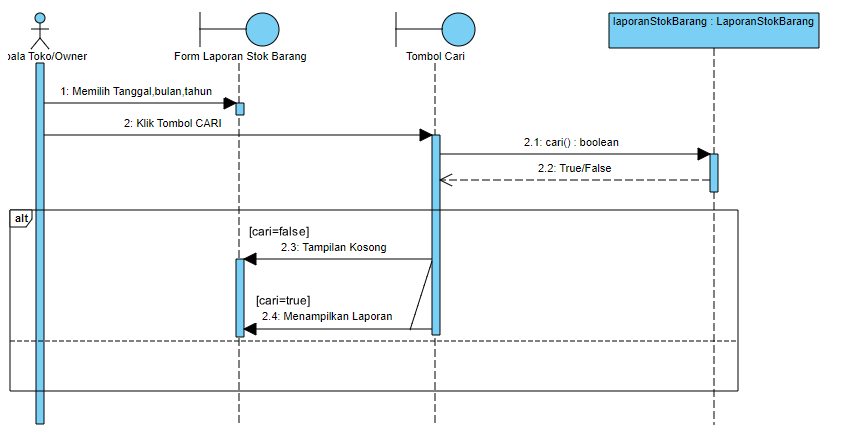 laporanStokBarang : LaporanStokBarang
pala Toko/Owner
Form Laporan Stok Barang
Tombol Cari
1: Memilih Tanggal,bulan,tahun
2: Klik Tombol CARI
2.1: cari() : boolean
2.2: True/False
alt
[cari=false]
2.3: Tampilan Kosong
[cari=true]
2.4: Menampilkan Laporan